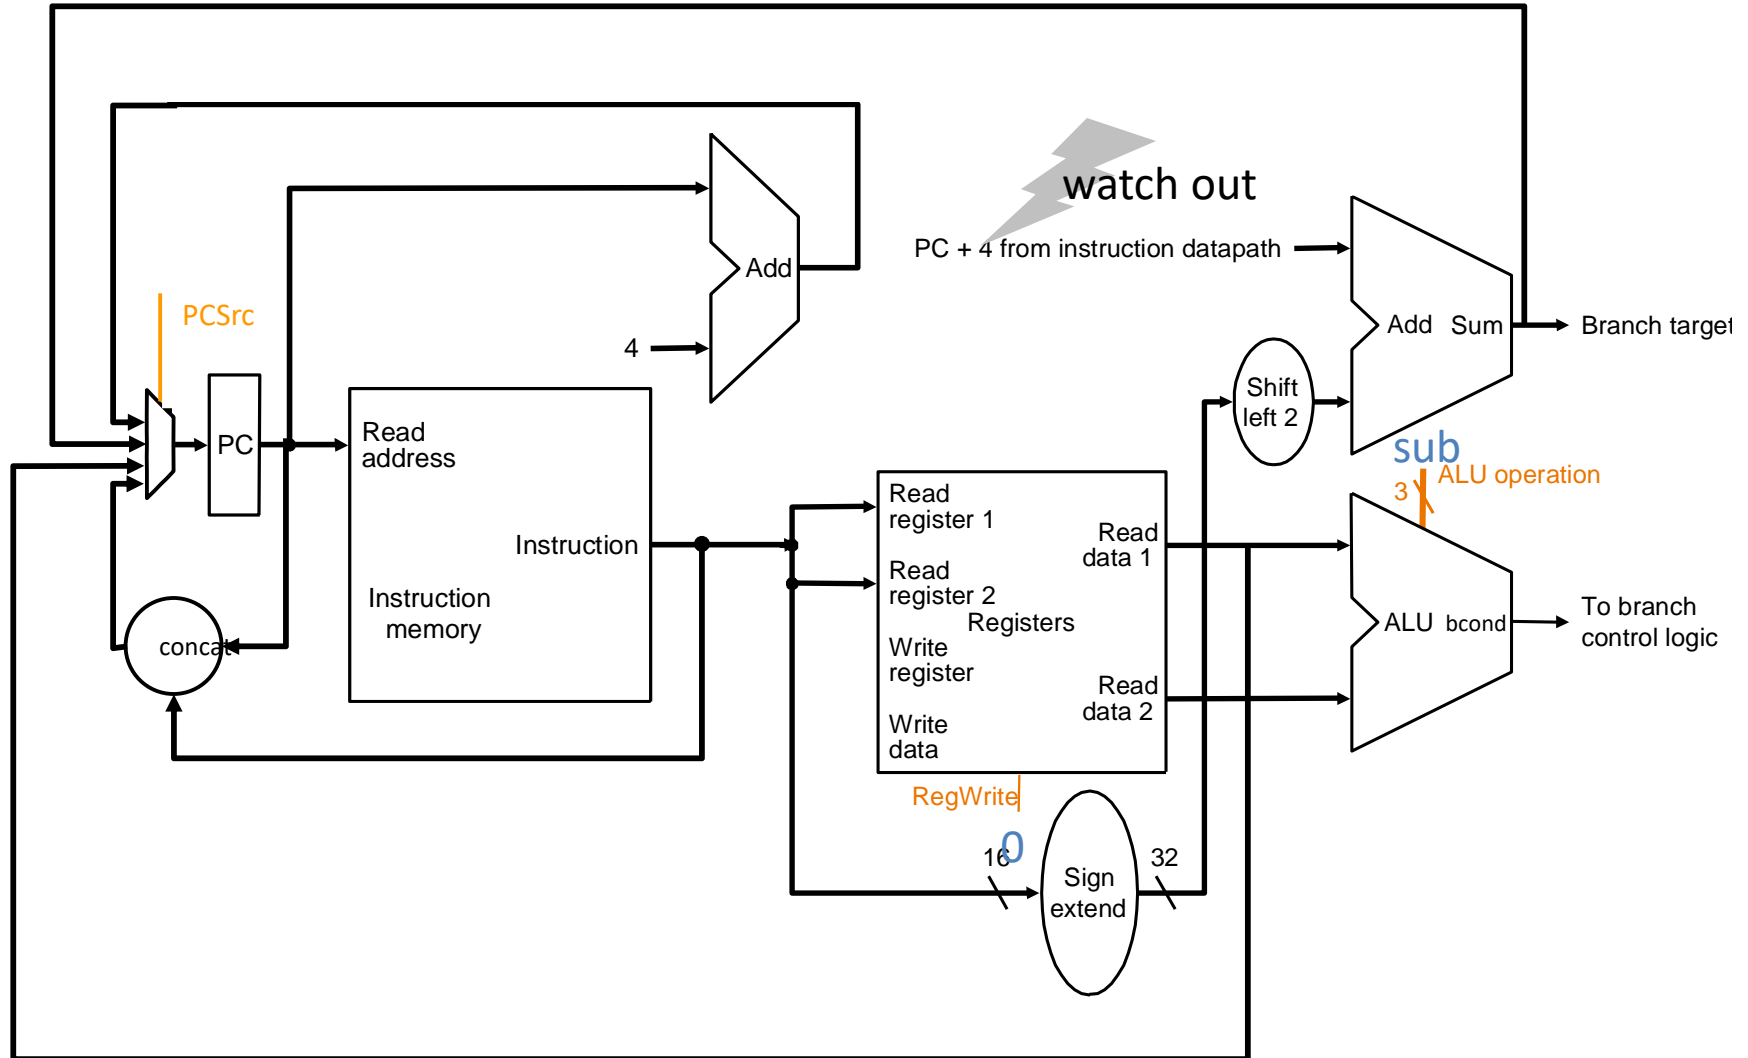 watch out
PC + 4 from instruction datapath
Add
PCSrc
4
Add Sum
Branch target
Shift
left 2
PC
Read
address
sub
ALU operation
3
Read
register 1
Read
data 1
Instruction
Read
register 2
Instruction
memory
Registers
ALU bcond
To branch
control logic
concat
Write
register
Read
data 2
Write
data
RegWrite
0
16
32
Sign
extend